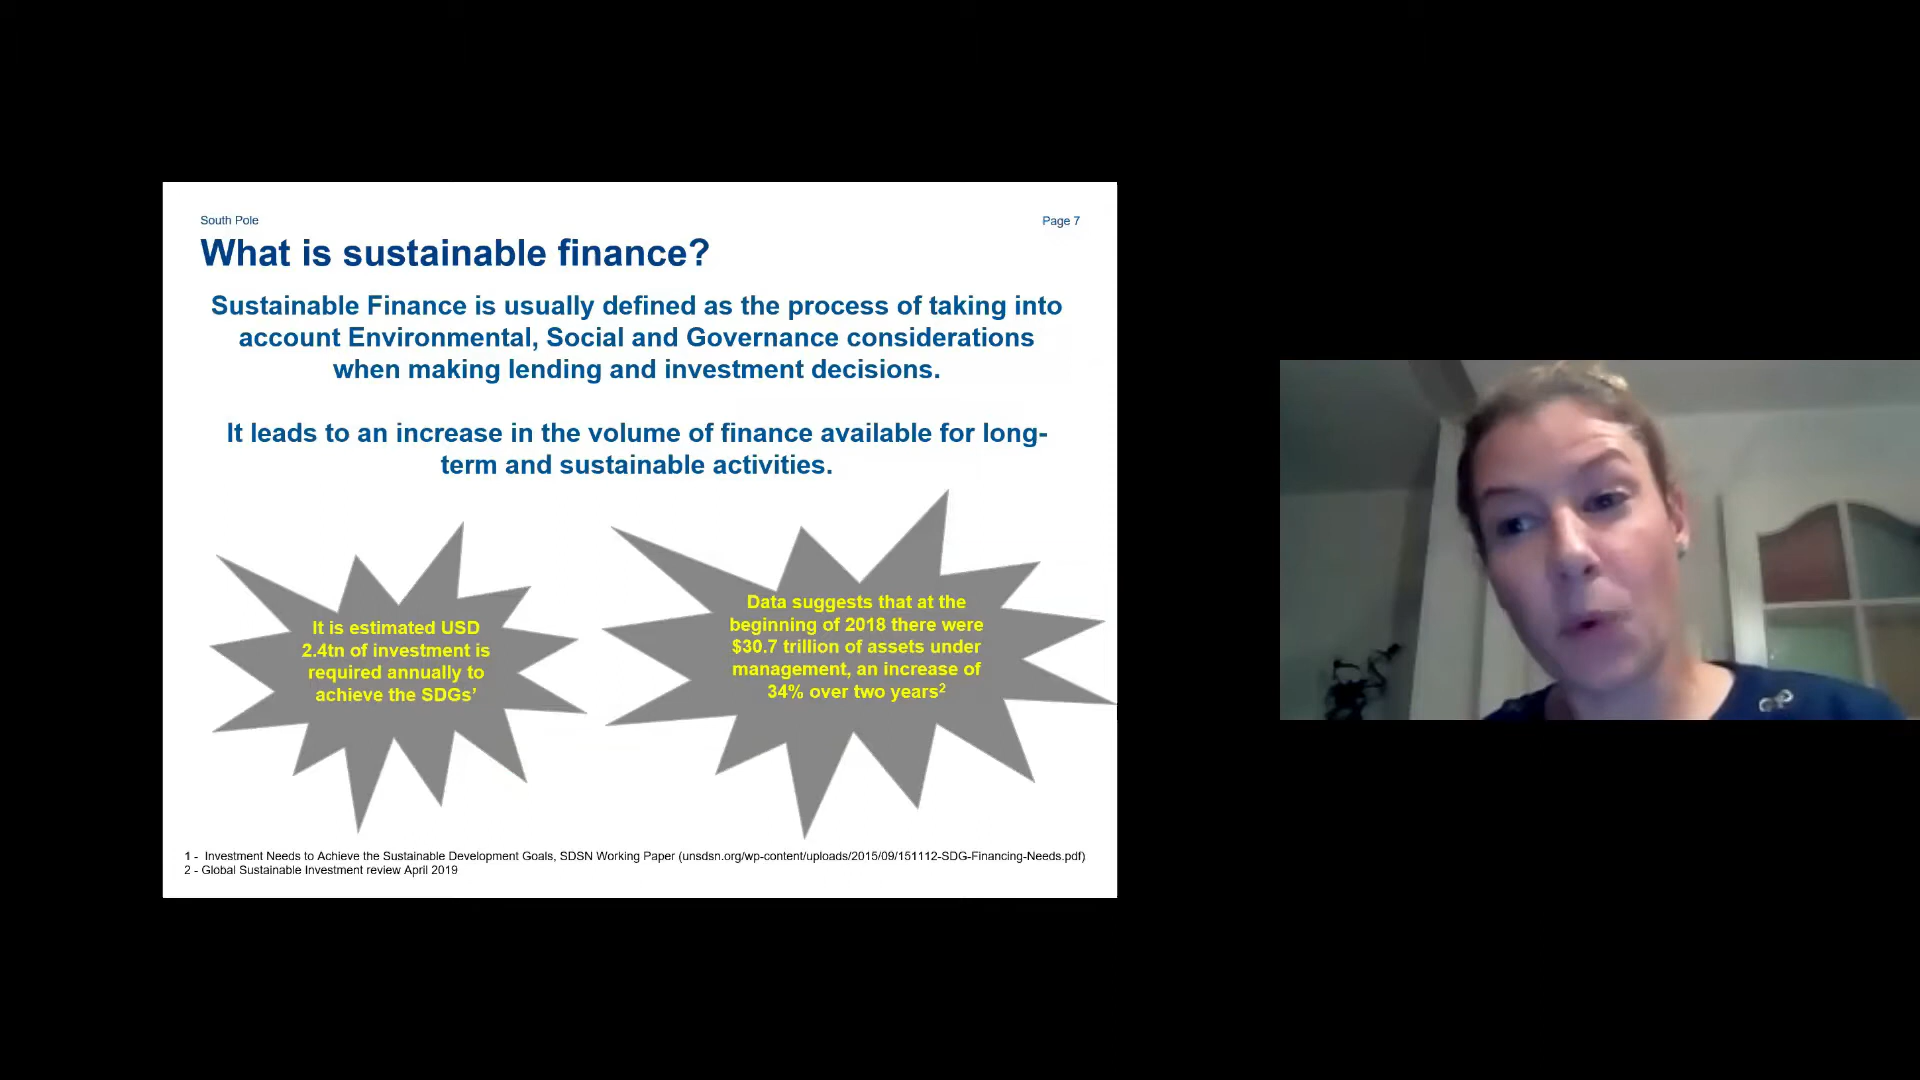 South Pole
Page 7
What is sustainable finance?
Sustainable Finance is usually defined as the process of taking into
account Environmental, Social and Governance considerations
when making lending and investment decisions.
It leads to an increase in the volume of finance available for long-
term and sustainable activities.
It is estimated USD
2.4tn of investment is
required annually to
achieve the SDGs’
Data suggests that at the
beginning of 2018 there were
$30.7 trillion of assets under
management, an increase of
34% over two years²
1 - Investment Needs to Achieve the Sustainable Development Goals, SDSN Working Paper (unsdsn.org/wp-content/uploads/2015/09/151112-SDG-Financing-Needs.pdf)
2 - Global Sustainable Investment review April 2019